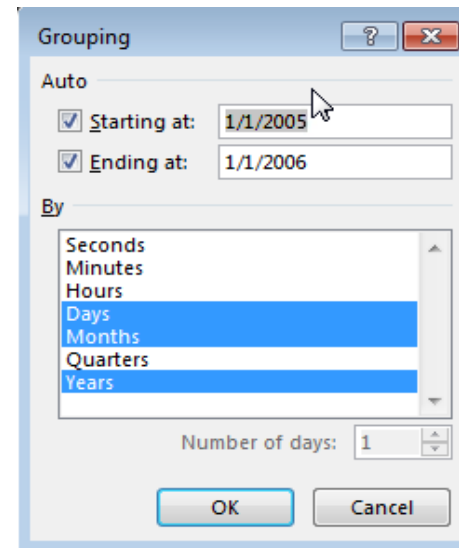 Grouping
Auto
Starting at: 1/1/2005
Ending at: 1/1/2006
By
Seconds
Minutes
Hours
Days
Months
Quarters
Years
Number of days: 1
OK Cancel